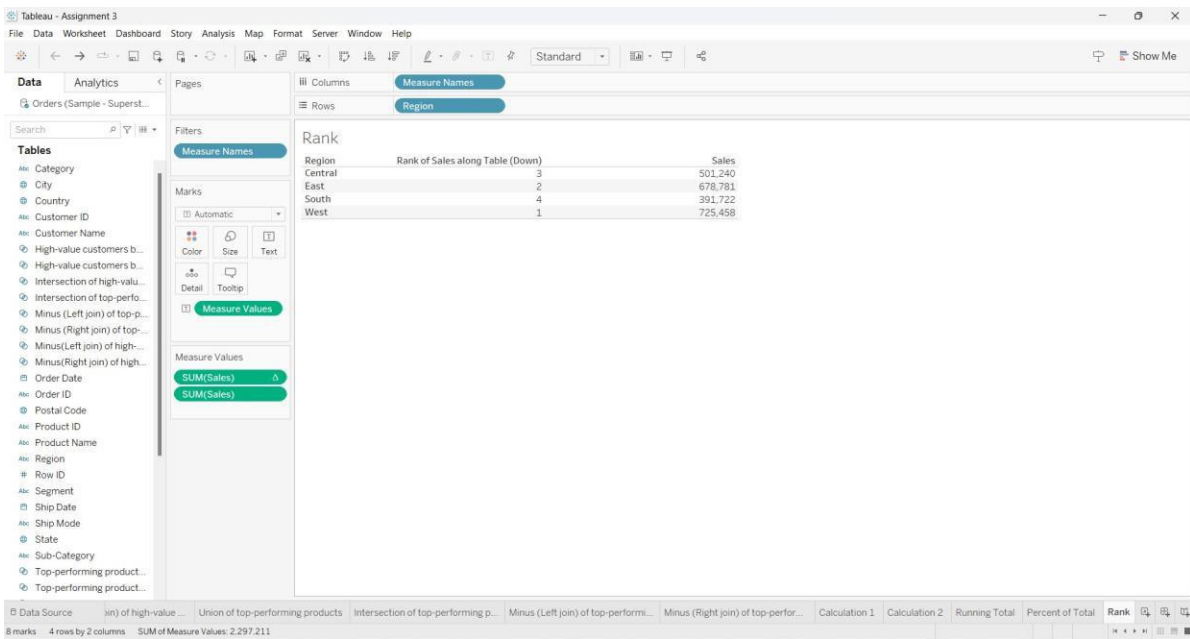 Tableau - Assignment 3
File Data Worksheet Dashboard Story Analysis Map Format Server Window Help
Standard
Show Me
Data Analytics
Pages
Columns Measure Names
Orders (Sample - Superst...
Rows Region
Search
Filters
Measure Names
Rank
Tables
Abc Category
City
Country
Abc Customer ID
Abc Customer Name
High-value customers b...
High-value customers b...
Intersection of high-valu...
Intersection of top-perfo...
Minus (Left join) of top-p...
Minus (Right join) of top-...
Minus(Left join) of high-...
Minus(Right join) of high...
Order Date
Abc Order ID
Postal Code
Abc Product ID
Abc Product Name
Abc Region
# Row ID
Abc Segment
Ship Date
Abc Ship Mode
State
Abc Sub-Category
Top-performing product...
Top-performing product...
Marks
Automatic
Color Size Text
Detail Tooltip
Measure Values
Measure Values
SUM(Sales) Δ
SUM(Sales)
Region Rank of Sales along Table (Down) Sales
Central 3 501,240
East 2 678,781
South 4 391,722
West 1 725,458
Data Source oin) of high-value ... Union of top-performing products Intersection of top-performing p... Minus (Left join) of top-performi... Minus (Right join) of top-perfor... Calculation 1 Calculation 2 Running Total Percent of Total Rank
8 marks 4 rows by 2 columns SUM of Measure Values: 2,297,211